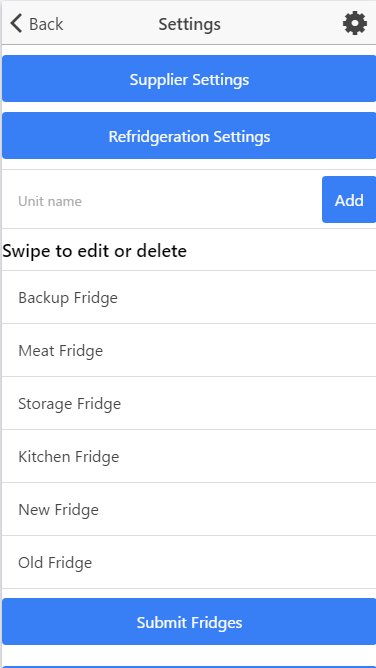 Back
Settings
Supplier Settings
Refridgeration Settings
Unit name
Add
Swipe to edit or delete
Backup Fridge
Meat Fridge
Storage Fridge
Kitchen Fridge
New Fridge
Old Fridge
Submit Fridges